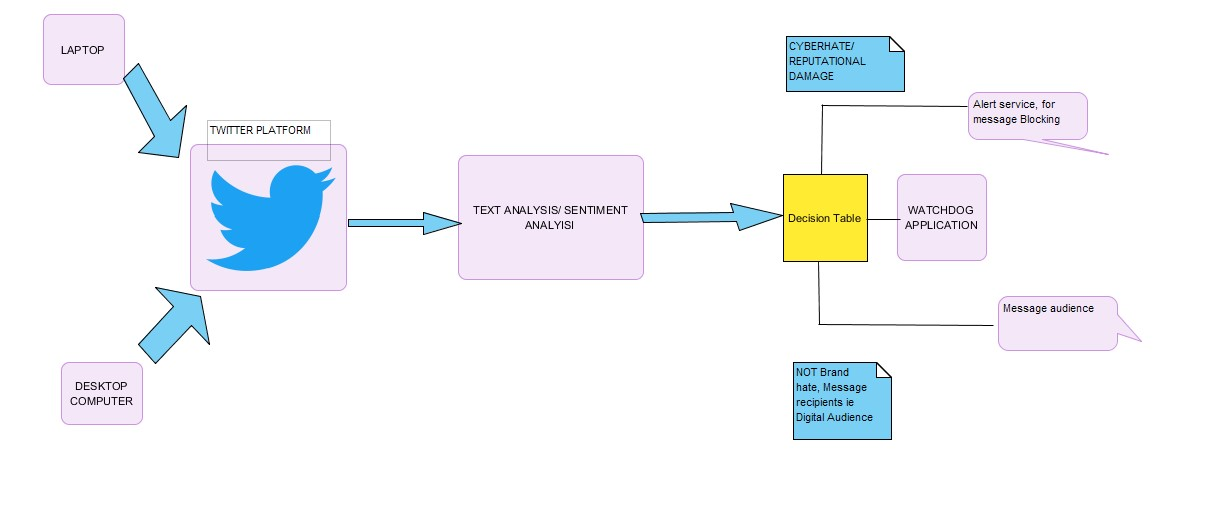 LAPTOP
TWITTER PLATFORM
DESKTOP
COMPUTER
TEXT ANALYSIS/ SENTIMENT
ANALYISI
CYBERHATE/
REPUTATIONAL
DAMAGE
Alert service, for
message Blocking
Decision Table
WATCHDOG
APPLICATION
Message audience
NOT Brand
hate, Message
recipients ie
Digital Audience